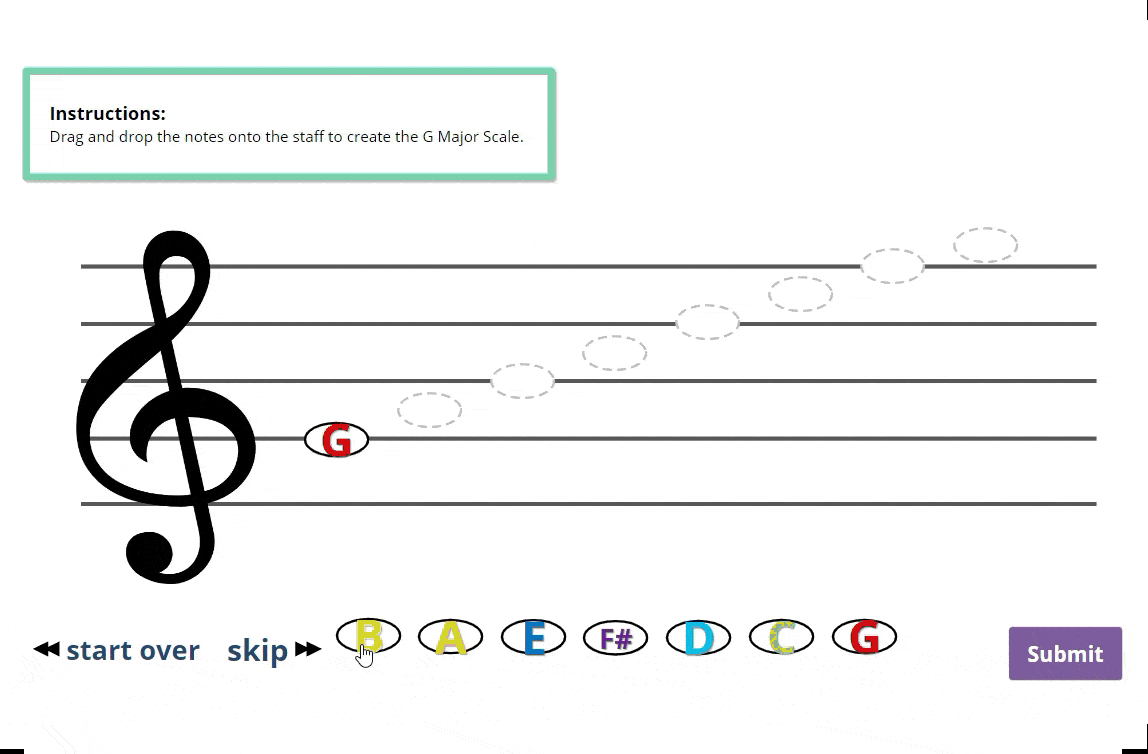 Instructions:
Drag and drop the notes onto the staff to create the G Major Scale.
G
start over skip B A E F# D C G Submit